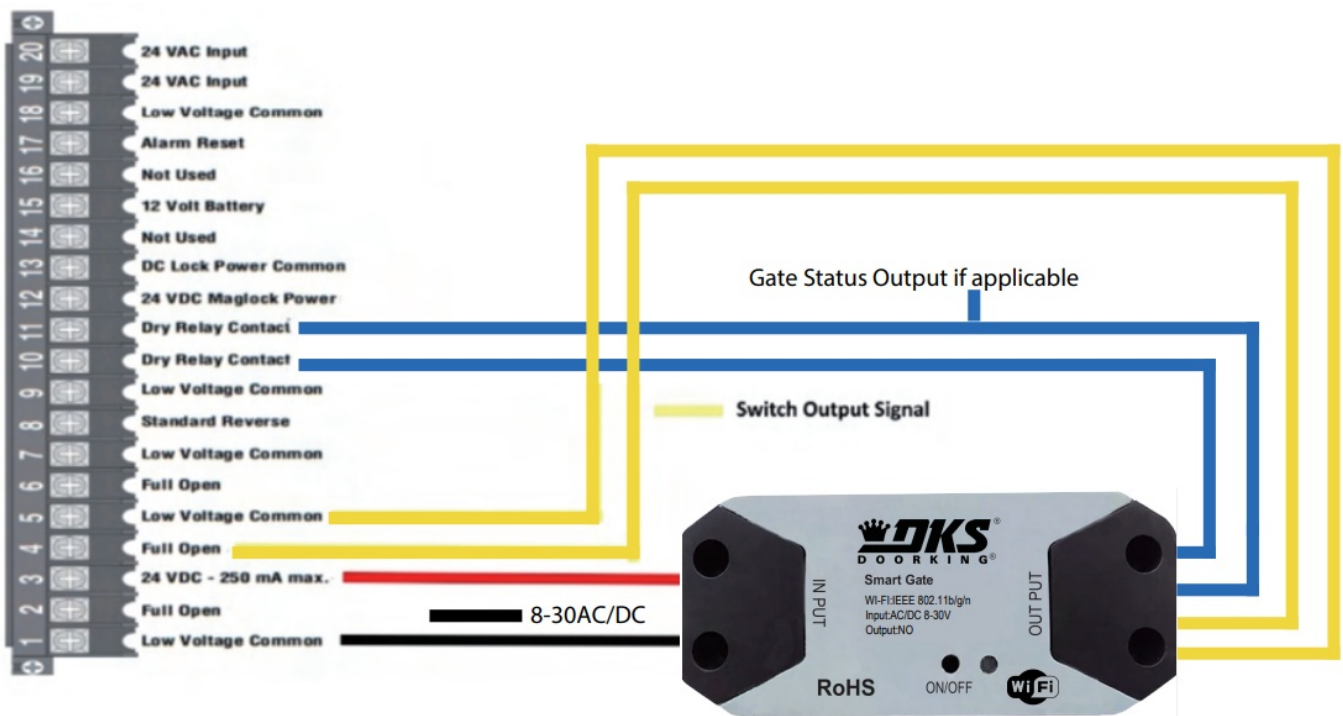 20 24 VAC Input
19 24 VAC Input
18 Low Voltage Common
17 Alarm Reset
16 Not Used
15 12 Volt Battery
14 Not Used
13 DC Lock Power Common
12 24 VDC Maglock Power
11 Dry Relay Contact
10 Dry Relay Contact
9 Low Voltage Common
8 Standard Reverse
7 Low Voltage Common
6 Full Open
5 Low Voltage Common
4 Full Open
3 24 VDC - 250 mA max.
2 Full Open
1 Low Voltage Common
Gate Status Output if applicable
Switch Output Signal
8-30AC/DC
DKS®
DOORKING®
Smart Gate
WI-FI:IEEE 802.11b/g/n
Input:AC/DC 8-30V
Output:NO
IN PUT
OUT PUT
RoHS
ON/OFF
WiFi